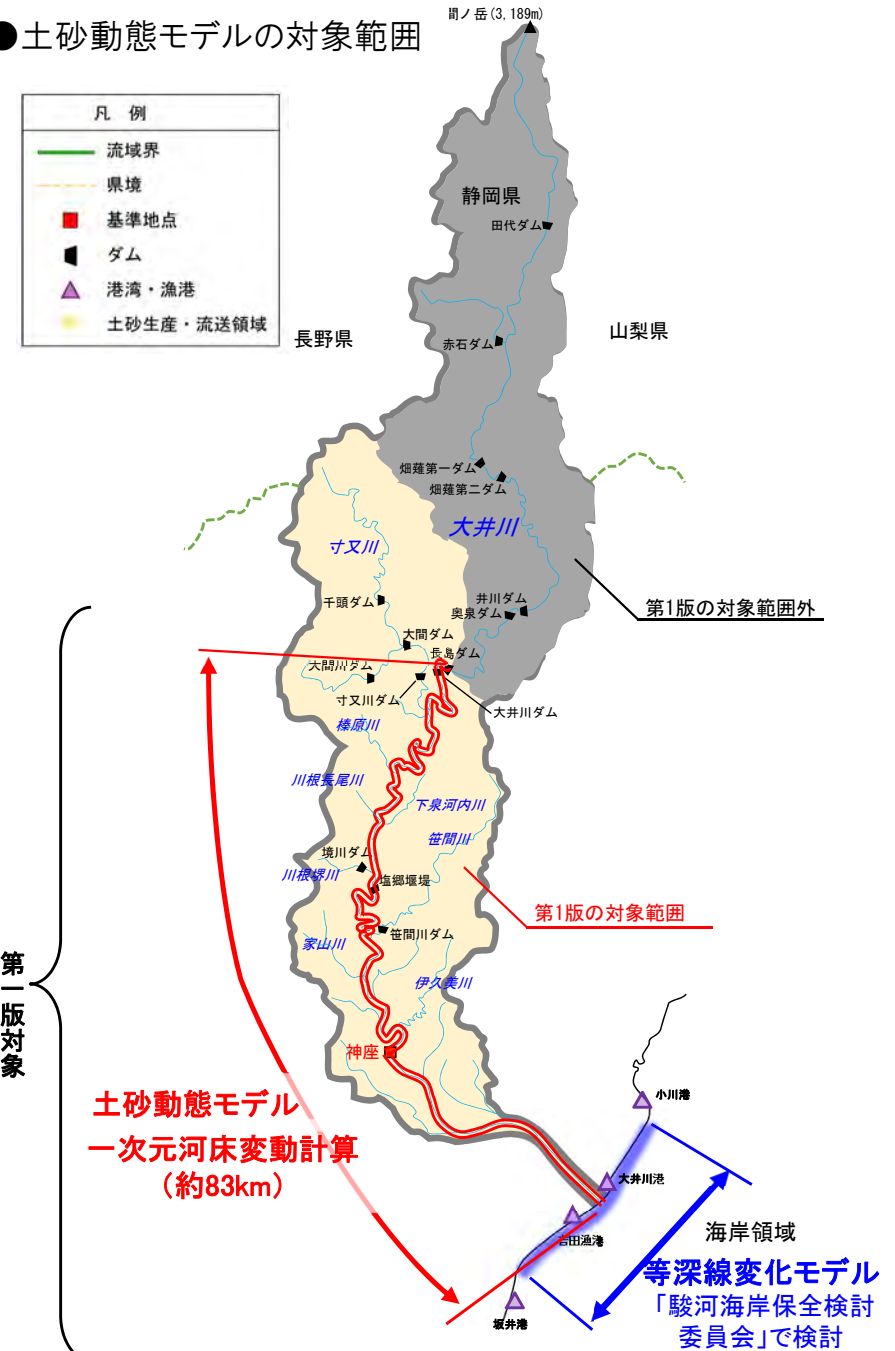 ●土砂動態モデルの対象範囲
間ノ岳(3,189m)
凡 例
流域界
県境
基準地点
ダム
港湾・漁港
土砂生産・流送領域
静岡県
田代ダム
長野県
山梨県
赤石ダム
畑薙第一ダム
畑薙第二ダム
大井川
寸又川
千頭ダム
井川ダム
奥泉ダム
第1版の対象範囲外
大間ダム
長島ダム
大間川ダム
寸又川ダム
大井川ダム
榛原川
川根長尾川
下泉河内川
笹間川
境川ダム
川根堺川
塩郷堰堤
第1版の対象範囲
笹間川ダム
家山川
伊久美川
第一版対象
神座
土砂動態モデル
一次元河床変動計算
(約83km)
小川港
大井川港
吉田漁港
坂井港
海岸領域
等深線変化モデル
「駿河海岸保全検討
委員会」で検討